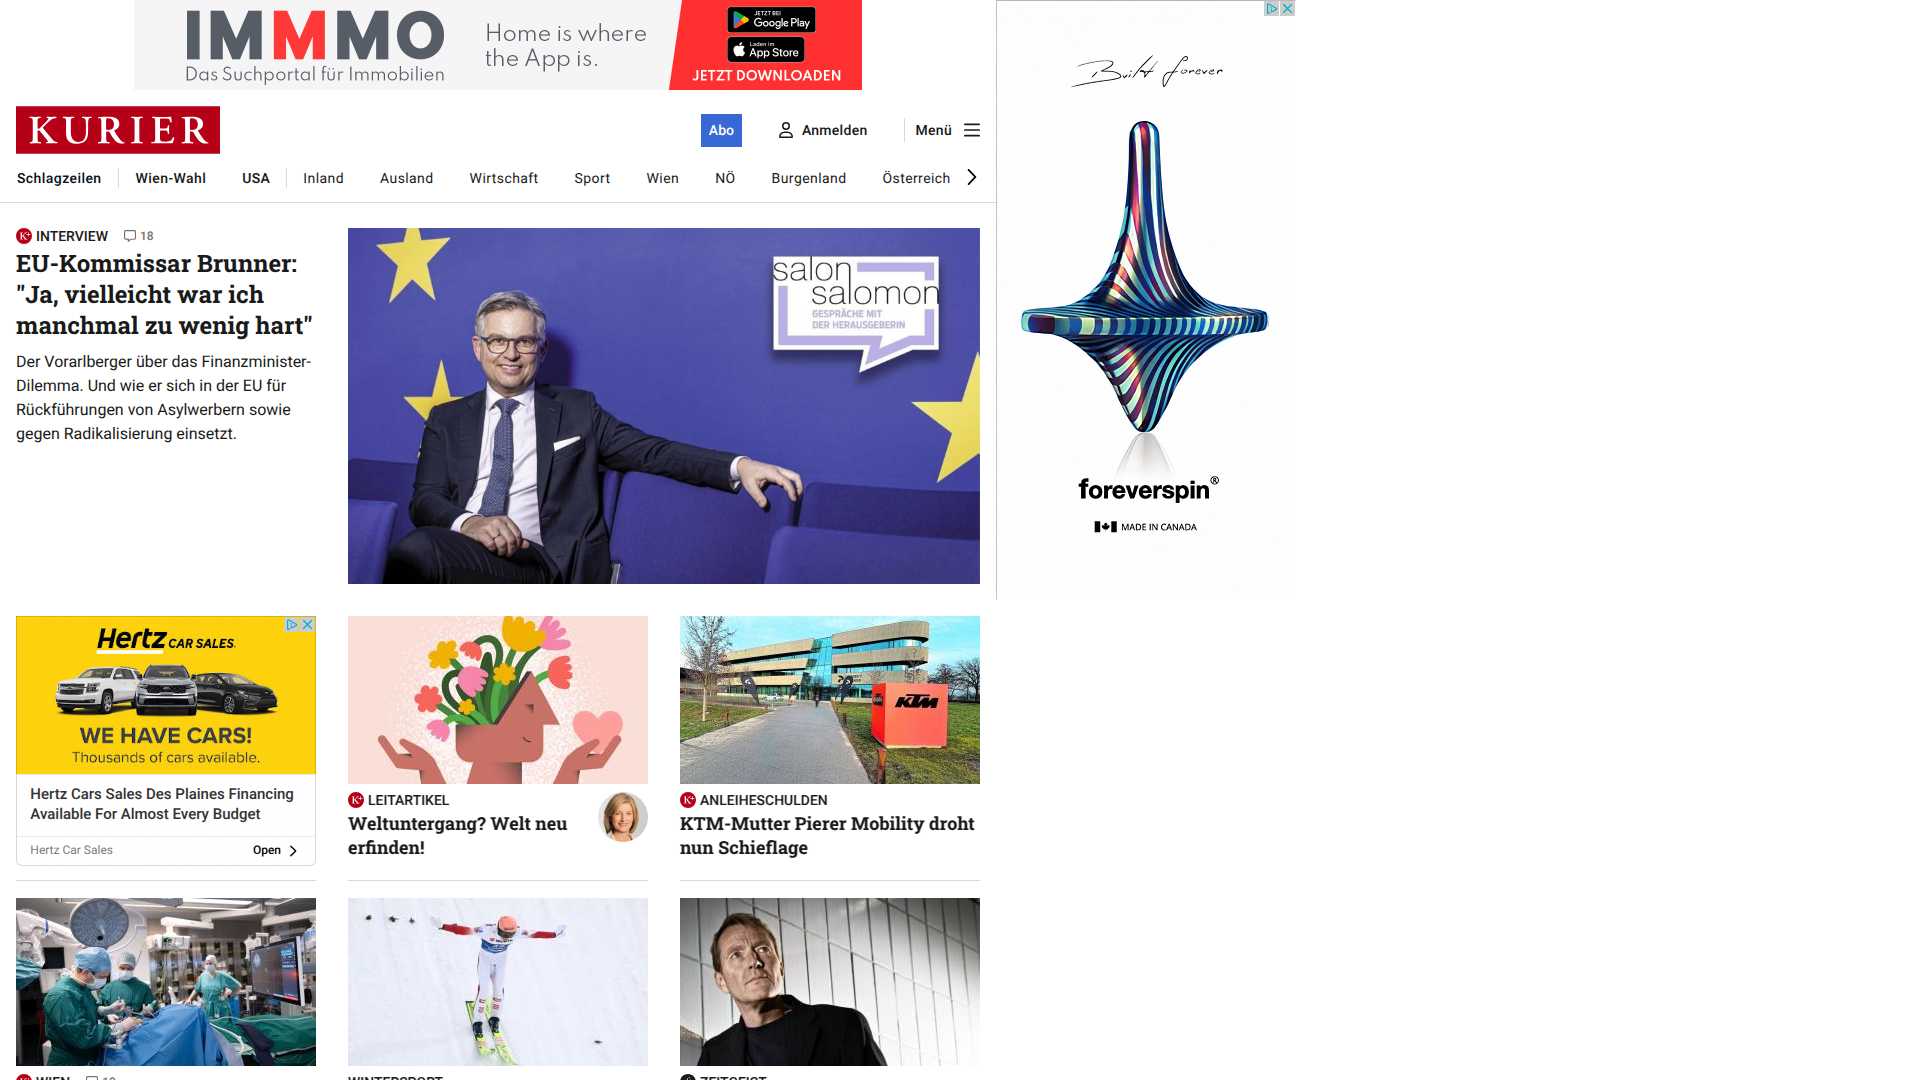 IMMMO
Das Suchportal für Immobilien
Home is where
the App is.
JETZT BEI
Google Play
Laden im
App Store
JETZT DOWNLOADEN
KURIER
Abo
Anmelden
Menü
Schlagzeilen
Wien-Wahl
USA
Inland
Ausland
Wirtschaft
Sport
Wien
NÖ
Burgenland
Österreich
INTERVIEW 18
EU-Kommissar Brunner:
"Ja, vielleicht war ich
manchmal zu wenig hart"
Der Vorarlberger über das Finanzminister-
Dilemma. Und wie er sich in der EU für
Rückführungen von Asylwerbern sowie
gegen Radikalisierung einsetzt.
salon
salomon
GESPRÄCHE MIT
DER HERAUSGEBERIN
Built forever
foreverspin®
MADE IN CANADA
Hertz CAR SALES.
WE HAVE CARS!
Thousands of cars available.
Hertz Cars Sales Des Plaines Financing
Available For Almost Every Budget
Hertz Car Sales
Open
K+ LEITARTIKEL
Weltuntergang? Welt neu
erfinden!
KTM
K+ ANLEIHESCHULDEN
KTM-Mutter Pierer Mobility droht
nun Schieflage
WIEN
WINTERSPORT
ZEITGEIST